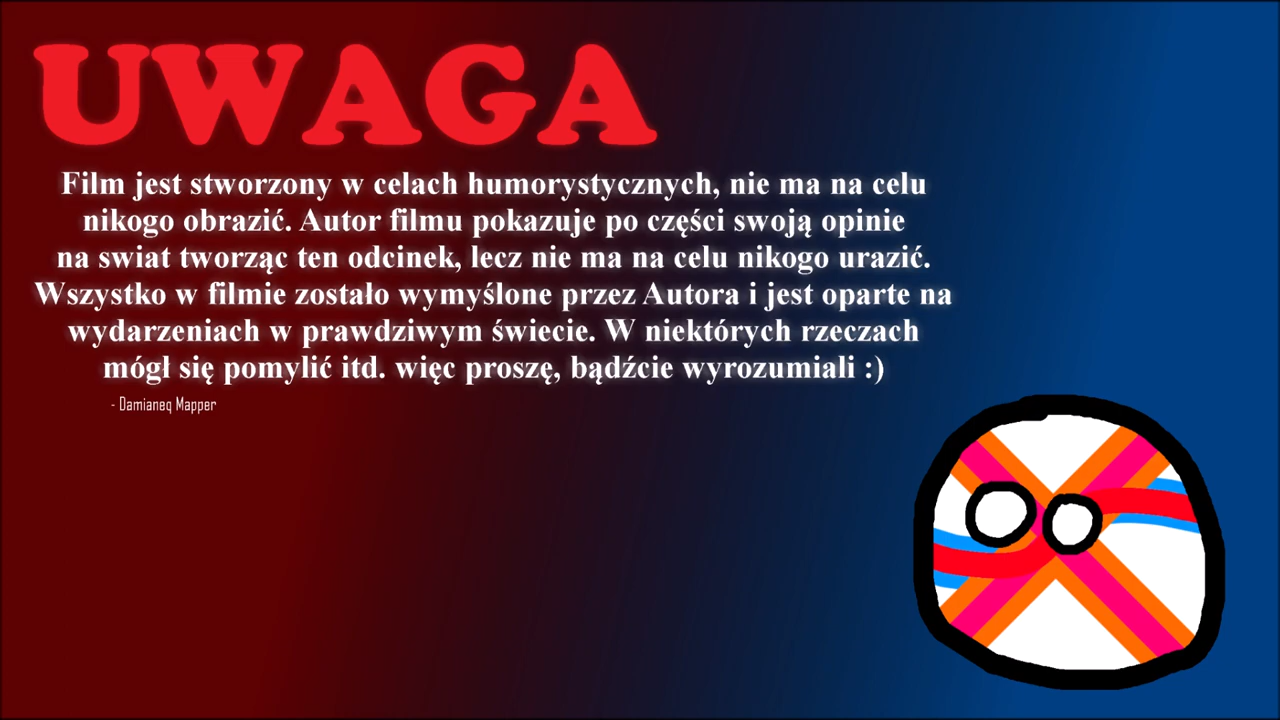 UWAGA
Film jest stworzony w celach humorystycznych, nie ma na celu
nikogo obrazić. Autor filmu pokazuje po części swoją opinie
na swiat tworząc ten odcinek, lecz nie ma na celu nikogo urazić.
Wszystko w filmie zostało wymyślone przez Autora i jest oparte na
wydarzeniach w prawdziwym świecie. W niektórych rzeczach
mógł się pomylić itd. więc proszę, bądźcie wyrozumiali :)
- Damianeq Mapper